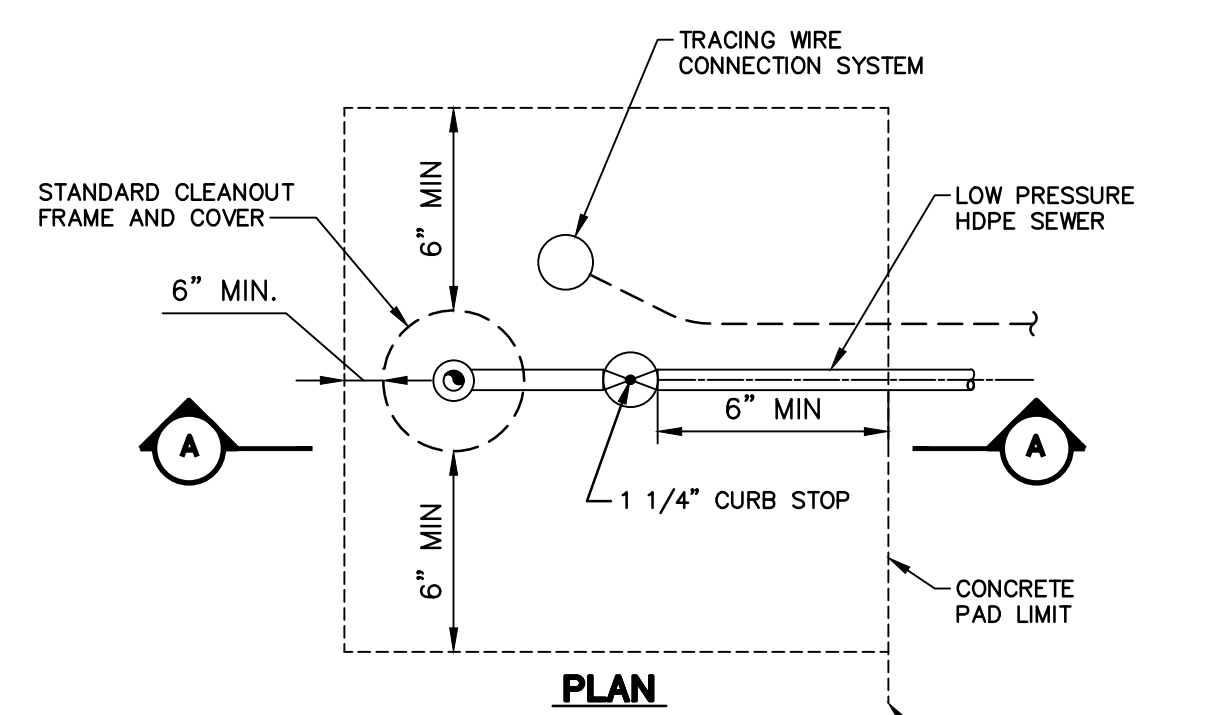 TRACING WIRE
CONNECTION SYSTEM
STANDARD CLEANOUT
FRAME AND COVER
6” MIN
LOW PRESSURE
HDPE SEWER
6” MIN.
6” MIN
A
A
1 1/4” CURB STOP
6” MIN
CONCRETE
PAD LIMIT
PLAN